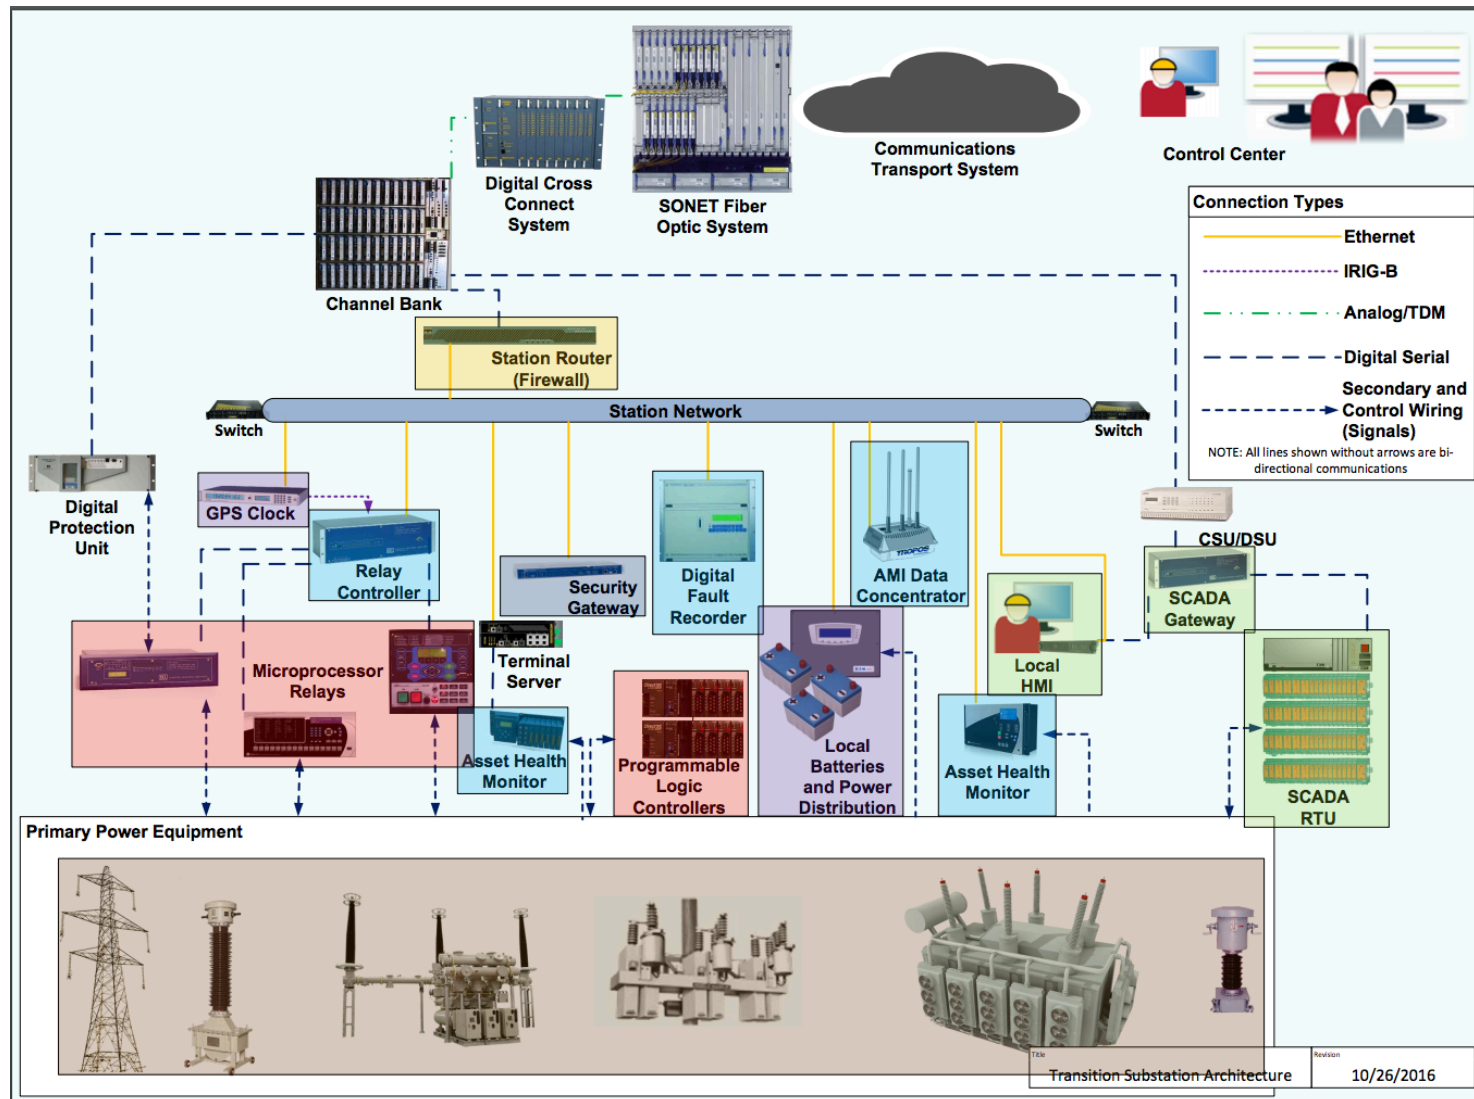 Communications
Transport System
Control Center
Digital Cross
Connect
System
SONET Fiber
Optic System
Channel Bank
Connection Types
Ethernet
IRIG-B
Analog/TDM
Digital Serial
Secondary and
Control Wiring
(Signals)
NOTE: All lines shown without arrows are bi-
directional communications
Station Router
(Firewall)
Station Network
Switch
Switch
Digital
Protection
Unit
GPS Clock
Relay
Controller
Security
Gateway
Digital
Fault
Recorder
TROPOS
AMI Data
Concentrator
CSU/DSU
SCADA
Gateway
Microprocessor
Relays
Terminal
Server
Local
HMI
Asset Health
Monitor
Programmable
Logic
Controllers
Local
Batteries
and Power
Distribution
Asset Health
Monitor
SCADA
RTU
Primary Power Equipment
Title
Transition Substation Architecture
Revision
10/26/2016